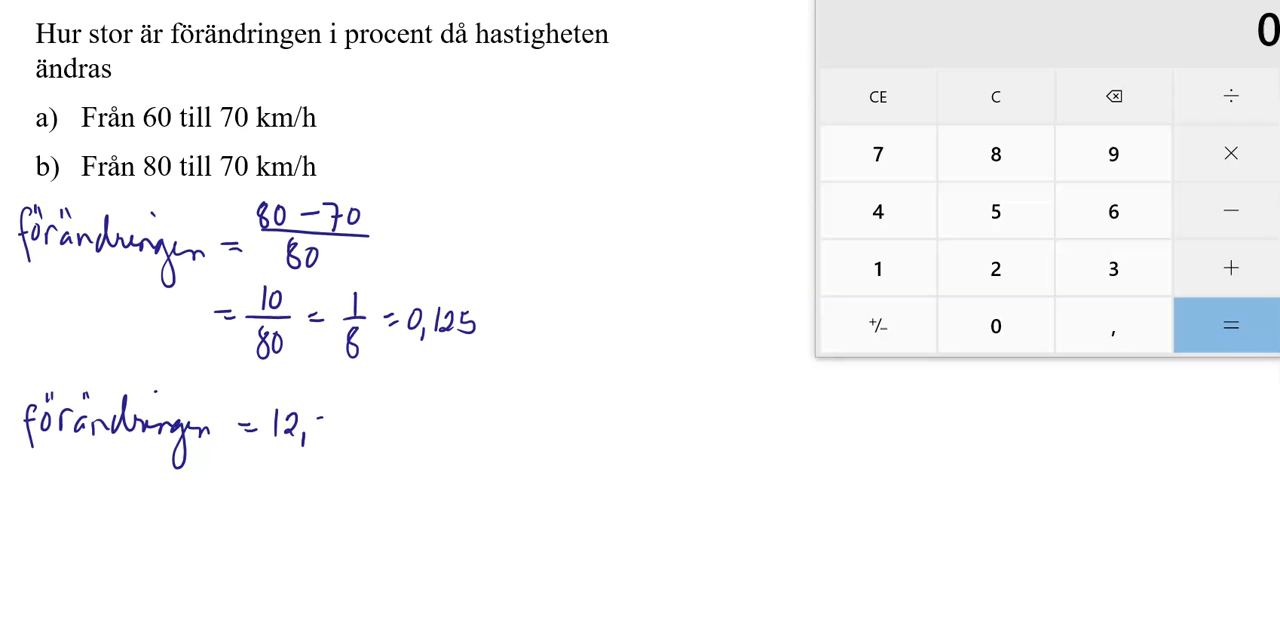 Hur stor är förändringen i procent då hastigheten
ändras
a) Från 60 till 70 km/h
b) Från 80 till 70 km/h
förändringen = 80 - 70 / 80
= 10 / 80 = 1 / 8 = 0,125
förändringen = 12,
0
CE C ÷
7 8 9 ×
4 5 6 −
1 2 3 +
+/− 0 , =